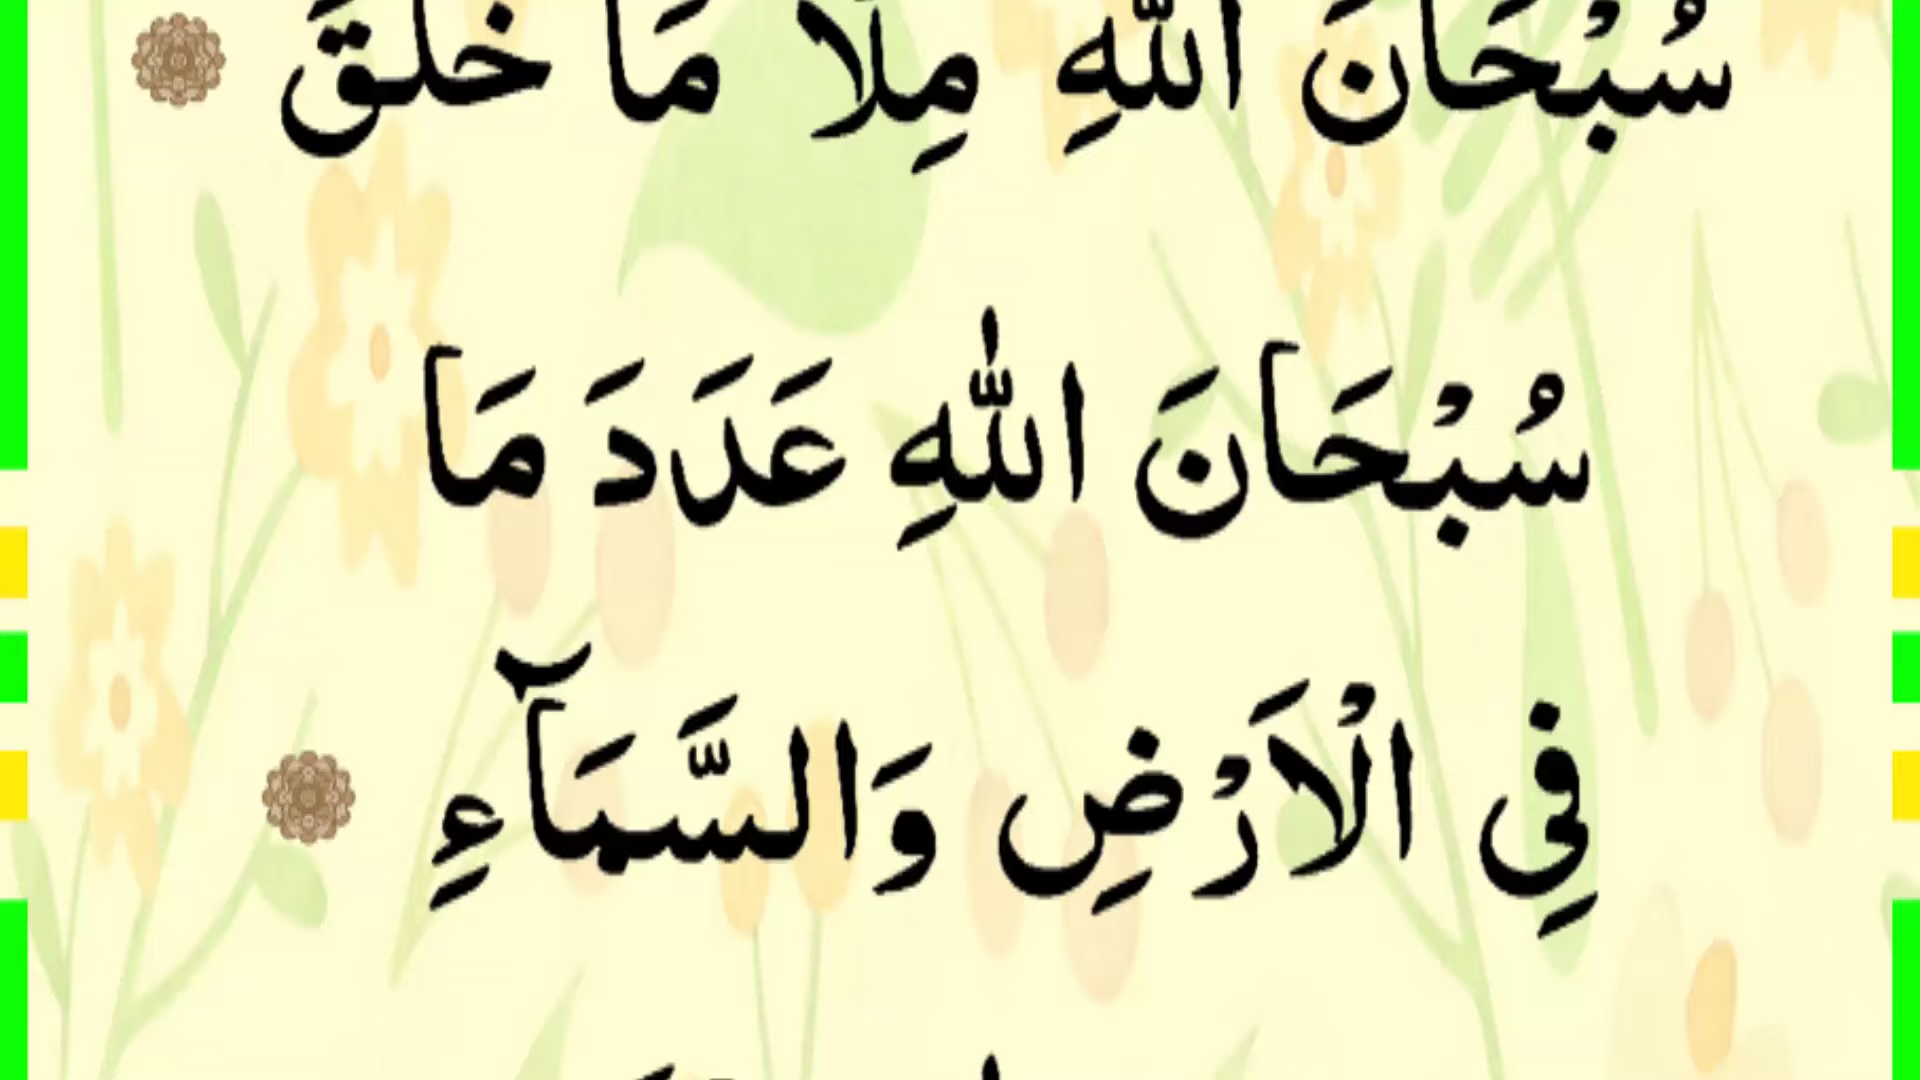 سُبْحَانَ اللّٰهِ مِلَا مَا خَلَقَ
سُبْحَانَ اللّٰهِ عَدَدَ مَا
فِي الْاَرْضِ وَالسَّمَآءِ